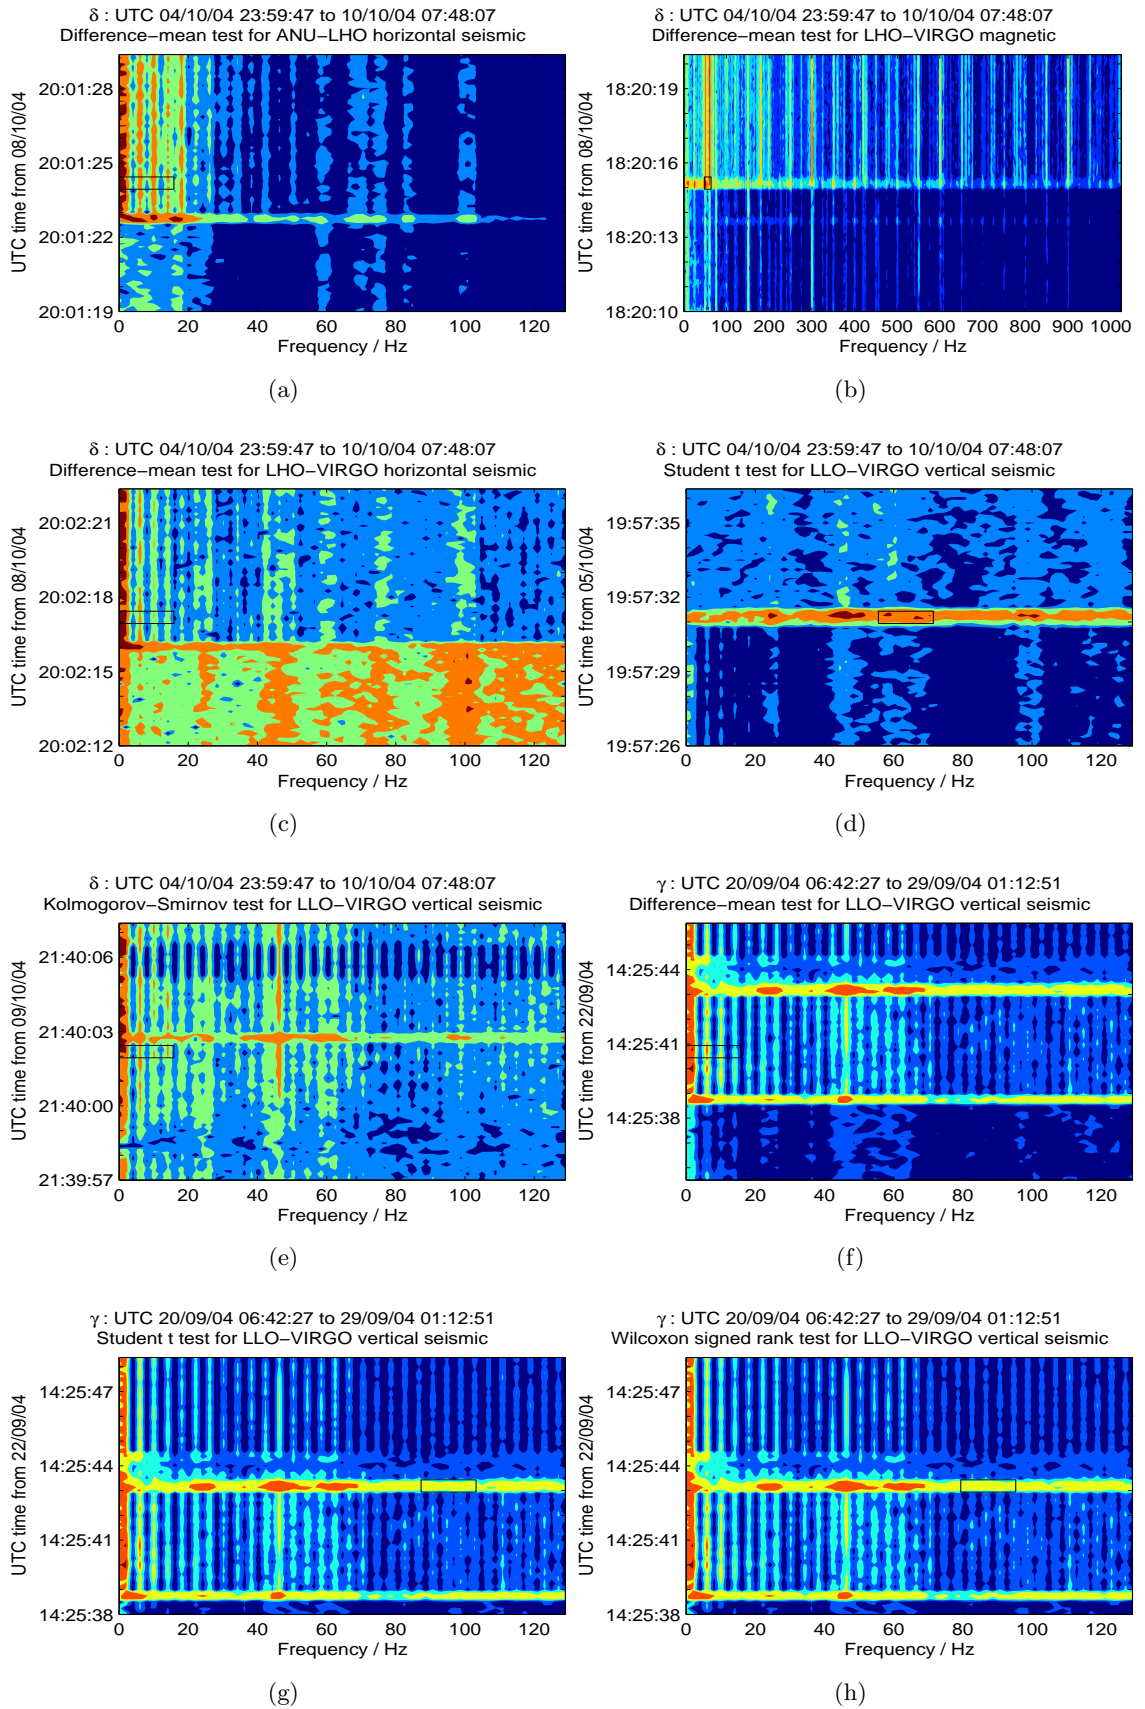 δ : UTC 04/10/04 23:59:47 to 10/10/04 07:48:07
Difference−mean test for ANU−LHO horizontal seismic
UTC time from 08/10/04
20:01:28
20:01:25
20:01:22
20:01:19
0 20 40 60 80 100 120
Frequency / Hz
(a)
δ : UTC 04/10/04 23:59:47 to 10/10/04 07:48:07
Difference−mean test for LHO−VIRGO magnetic
UTC time from 08/10/04
18:20:19
18:20:16
18:20:13
18:20:10
0 100 200 300 400 500 600 700 800 900 1000
Frequency / Hz
(b)
δ : UTC 04/10/04 23:59:47 to 10/10/04 07:48:07
Difference−mean test for LHO−VIRGO horizontal seismic
UTC time from 08/10/04
20:02:21
20:02:18
20:02:15
20:02:12
0 20 40 60 80 100 120
Frequency / Hz
(c)
δ : UTC 04/10/04 23:59:47 to 10/10/04 07:48:07
Student t test for LLO−VIRGO vertical seismic
UTC time from 05/10/04
19:57:35
19:57:32
19:57:29
19:57:26
0 20 40 60 80 100 120
Frequency / Hz
(d)
δ : UTC 04/10/04 23:59:47 to 10/10/04 07:48:07
Kolmogorov−Smirnov test for LLO−VIRGO vertical seismic
UTC time from 09/10/04
21:40:06
21:40:03
21:40:00
21:39:57
0 20 40 60 80 100 120
Frequency / Hz
(e)
γ : UTC 20/09/04 06:42:27 to 29/09/04 01:12:51
Difference−mean test for LLO−VIRGO vertical seismic
UTC time from 22/09/04
14:25:44
14:25:41
14:25:38
0 20 40 60 80 100 120
Frequency / Hz
(f)
γ : UTC 20/09/04 06:42:27 to 29/09/04 01:12:51
Student t test for LLO−VIRGO vertical seismic
UTC time from 22/09/04
14:25:47
14:25:44
14:25:41
14:25:38
0 20 40 60 80 100 120
Frequency / Hz
(g)
γ : UTC 20/09/04 06:42:27 to 29/09/04 01:12:51
Wilcoxon signed rank test for LLO−VIRGO vertical seismic
UTC time from 22/09/04
14:25:47
14:25:44
14:25:41
14:25:38
0 20 40 60 80 100 120
Frequency / Hz
(h)